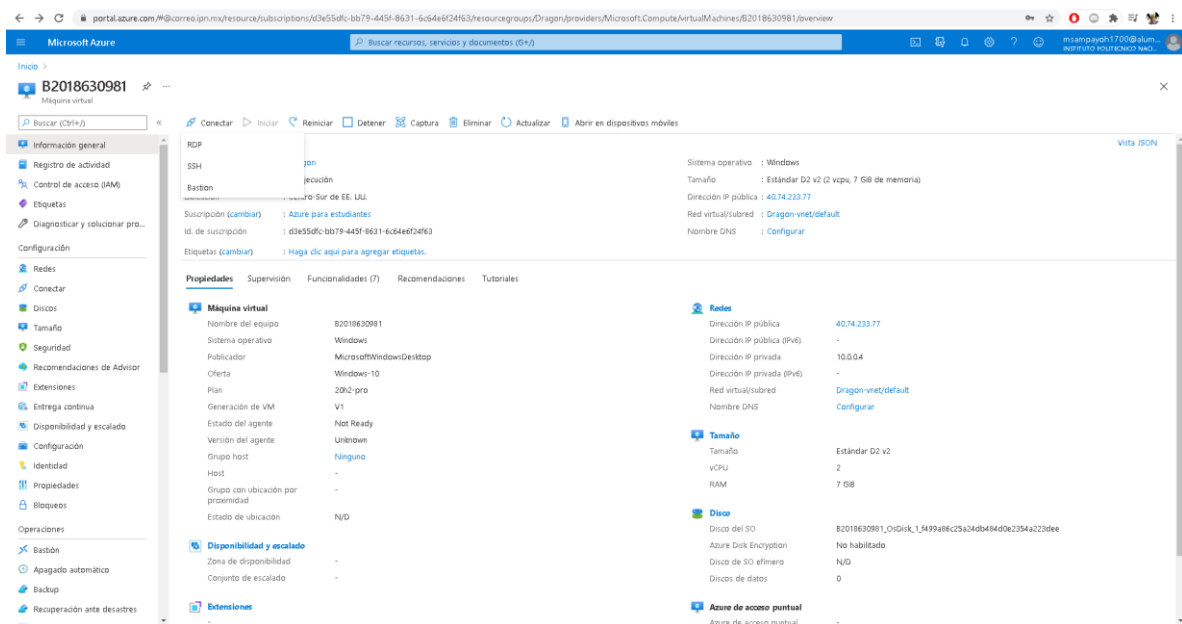 portal.azure.com/#@correo.ipn.mx/resource/subscriptions/d3e55dfc-bb79-445f-8631-6c64e6f24f63/resourcegroups/Dragon/providers/Microsoft.Compute/virtualMachines/B2018630981/overview
Microsoft Azure
Buscar recursos, servicios y documentos (G+/)
msampayoh1700@alum...
INSTITUTO POLITECNICO NACI...
Inicio >
B2018630981
Máquina virtual
Buscar (Ctrl+/)
Conectar Iniciar Reiniciar Detener Captura Eliminar Actualizar Abrir en dispositivos móviles
RDP
SSH
Bastion
Vista JSON
Centro-Sur de EE. UU.
Suscripción (cambiar) : Azure para estudiantes
Id. de suscripción : d3e55dfc-bb79-445f-8631-6c64e6f24f63
Etiquetas (cambiar) : Haga clic aquí para agregar etiquetas.
Sistema operativo : Windows
Tamaño : Estándar D2 v2 (2 vcpu, 7 GiB de memoria)
Dirección IP pública : 40.74.233.77
Red virtual/subred : Dragon-vnet/default
Nombre DNS : Configurar
Información general
Registro de actividad
Control de acceso (IAM)
Etiquetas
Diagnosticar y solucionar pro...
Configuración
Redes
Conectar
Discos
Tamaño
Seguridad
Recomendaciones de Advisor
Extensiones
Entrega continua
Disponibilidad y escalado
Configuración
Identidad
Propiedades
Bloqueos
Operaciones
Bastión
Apagado automático
Backup
Recuperación ante desastres
Propiedades Supervisión Funcionalidades (7) Recomendaciones Tutoriales
Máquina virtual
Nombre del equipo B2018630981
Sistema operativo Windows
Publicador MicrosoftWindowsDesktop
Oferta Windows-10
Plan 20h2-pro
Generación de VM V1
Estado del agente Not Ready
Versión del agente Unknown
Grupo host Ninguno
Host -
Grupo con ubicación por proximidad -
Estado de ubicación N/D
Disponibilidad y escalado
Zona de disponibilidad -
Conjunto de escalado -
Extensiones
-
Redes
Dirección IP pública 40.74.233.77
Dirección IP pública (IPv6) -
Dirección IP privada 10.0.0.4
Dirección IP privada (IPv6) -
Red virtual/subred Dragon-vnet/default
Nombre DNS Configurar
Tamaño
Tamaño Estándar D2 v2
vCPU 2
RAM 7 GiB
Disco
Disco del SO B2018630981_OsDisk_1_f499a86c25a24db484d0e2354a223dee
Azure Disk Encryption No habilitado
Disco de SO efímero N/D
Discos de datos 0
Azure de acceso puntual
Azure de acceso puntual -